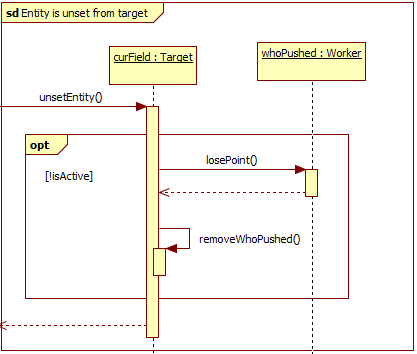 sd Entity is unset from target
curField : Target
whoPushed : Worker
unsetEntity()
opt
losePoint()
[!isActive]
removeWhoPushed()